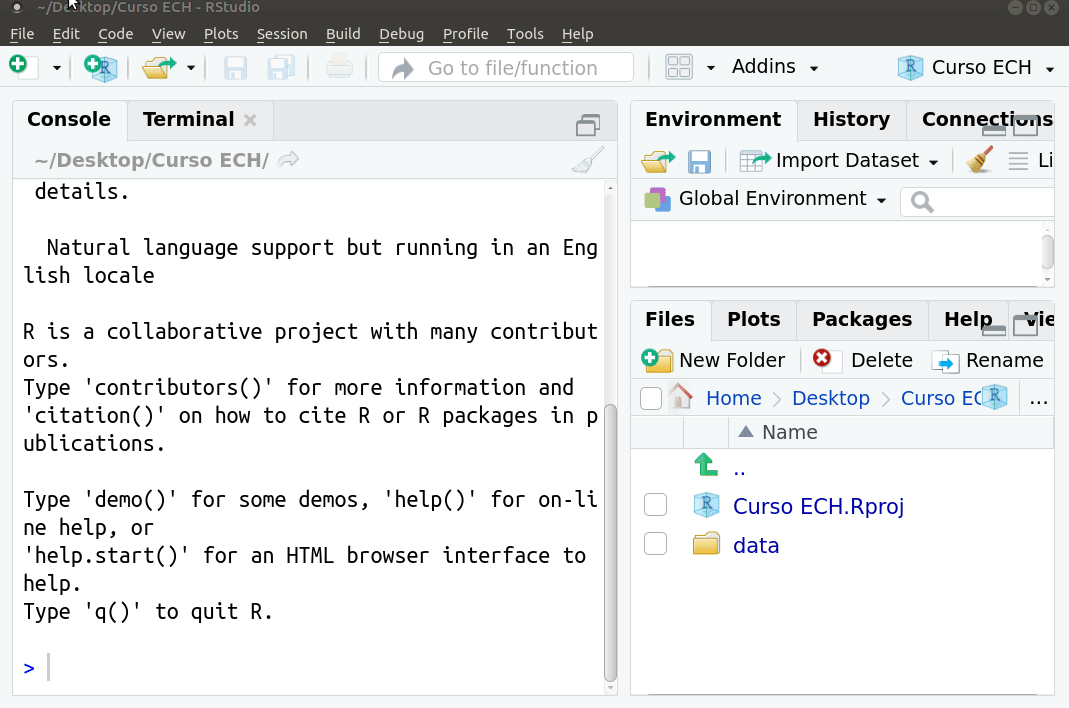 ~/Desktop/Curso ECH - RStudio
File Edit Code View Plots Session Build Debug Profile Tools Help
Go to file/function Addins Curso ECH
Console Terminal
~/Desktop/Curso ECH/
details.
Natural language support but running in an Eng
lish locale
R is a collaborative project with many contribut
ors.
Type 'contributors()' for more information and
'citation()' on how to cite R or R packages in p
ublications.
Type 'demo()' for some demos, 'help()' for on-li
ne help, or
'help.start()' for an HTML browser interface to
help.
Type 'q()' to quit R.
>
Environment History Connections
Import Dataset Li
Global Environment
Files Plots Packages Help Vie
New Folder Delete Rename
Home Desktop Curso EC ...
Name
..
Curso ECH.Rproj
data